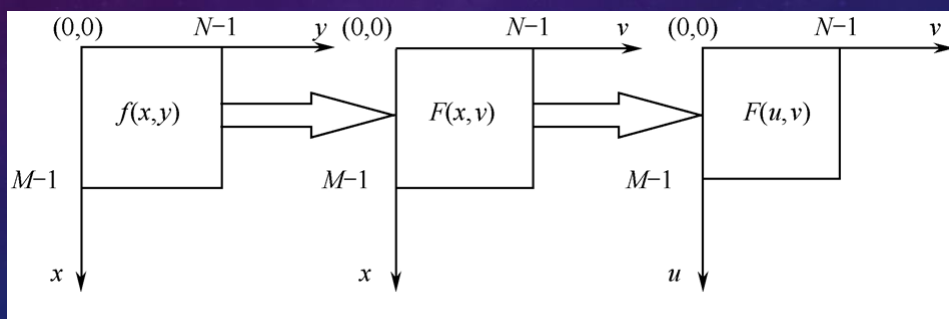 (0,0) N−1 y (0,0) N−1 v (0,0) N−1 v
f(x,y) F(x,v) F(u,v)
M−1 M−1 M−1
x x u